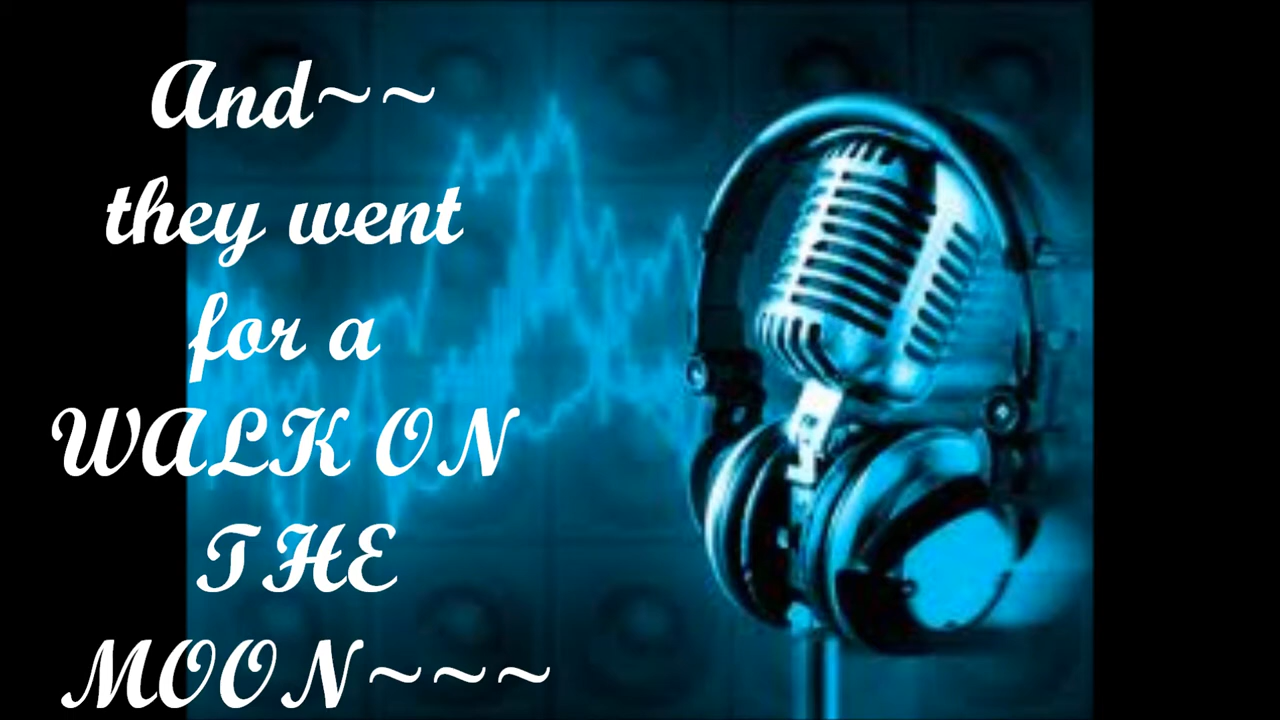 And~~
they went
for a
WALK ON
THE
MOON~~~